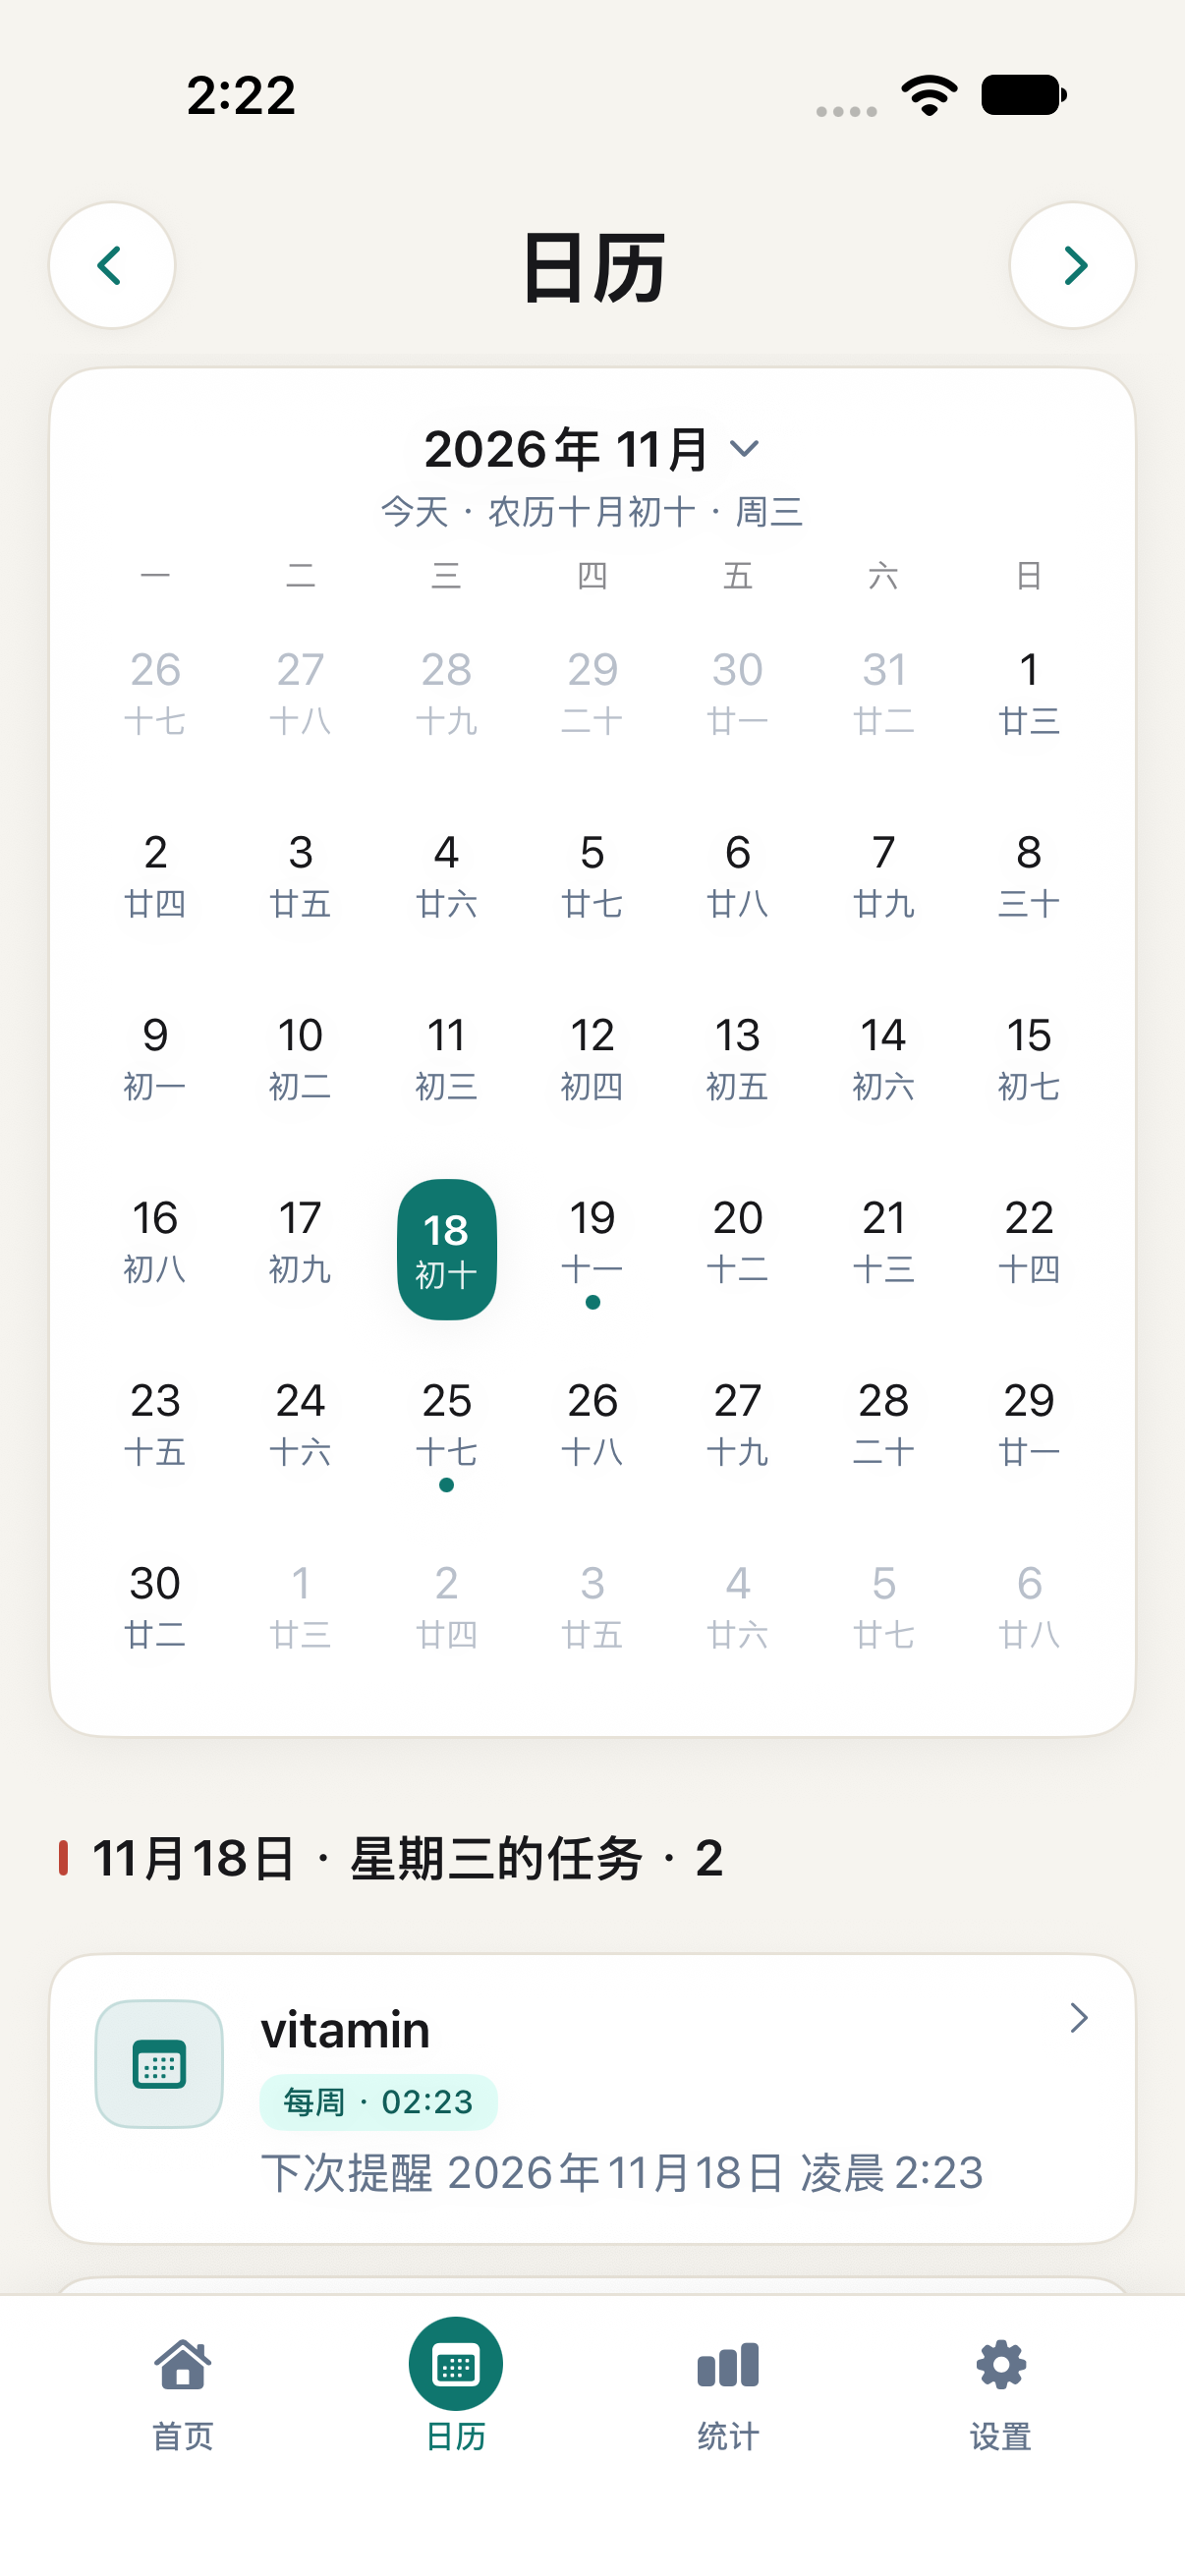 2:22
日历
2026年 11月
今天 · 农历十月初十 · 周三
一 二 三 四 五 六 日
26 27 28 29 30 31 1
十七 十八 十九 二十 廿一 廿二 廿三
2 3 4 5 6 7 8
廿四 廿五 廿六 廿七 廿八 廿九 三十
9 10 11 12 13 14 15
初一 初二 初三 初四 初五 初六 初七
16 17 18 19 20 21 22
初八 初九 初十 十一 十二 十三 十四
23 24 25 26 27 28 29
十五 十六 十七 十八 十九 二十 廿一
30 1 2 3 4 5 6
廿二 廿三 廿四 廿五 廿六 廿七 廿八
11月18日 · 星期三的任务 · 2
vitamin
每周 · 02:23
下次提醒 2026年11月18日 凌晨2:23
首页 日历 统计 设置